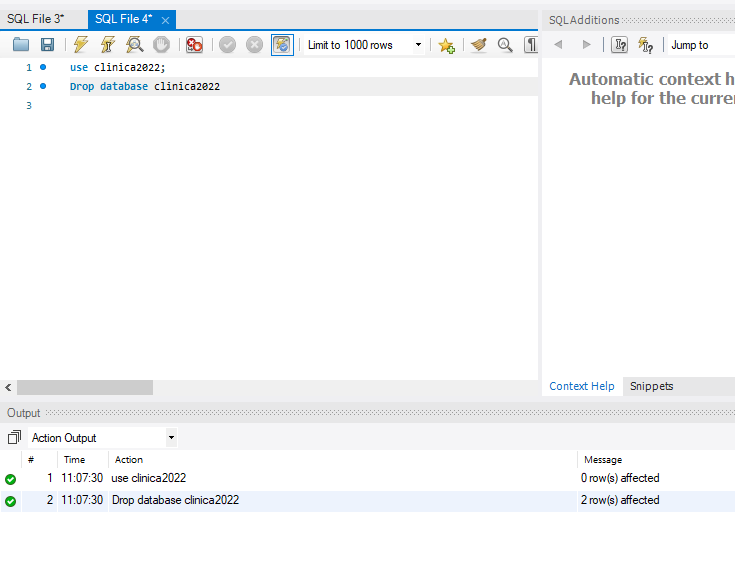 SQL File 3*
SQL File 4*
SQLAdditions
Limit to 1000 rows
Jump to
1 use clinica2022;
2 Drop database clinica2022
3
Automatic context h
help for the curre
Context Help
Snippets
Output
Action Output
# Time Action Message
1 11:07:30 use clinica2022 0 row(s) affected
2 11:07:30 Drop database clinica2022 2 row(s) affected